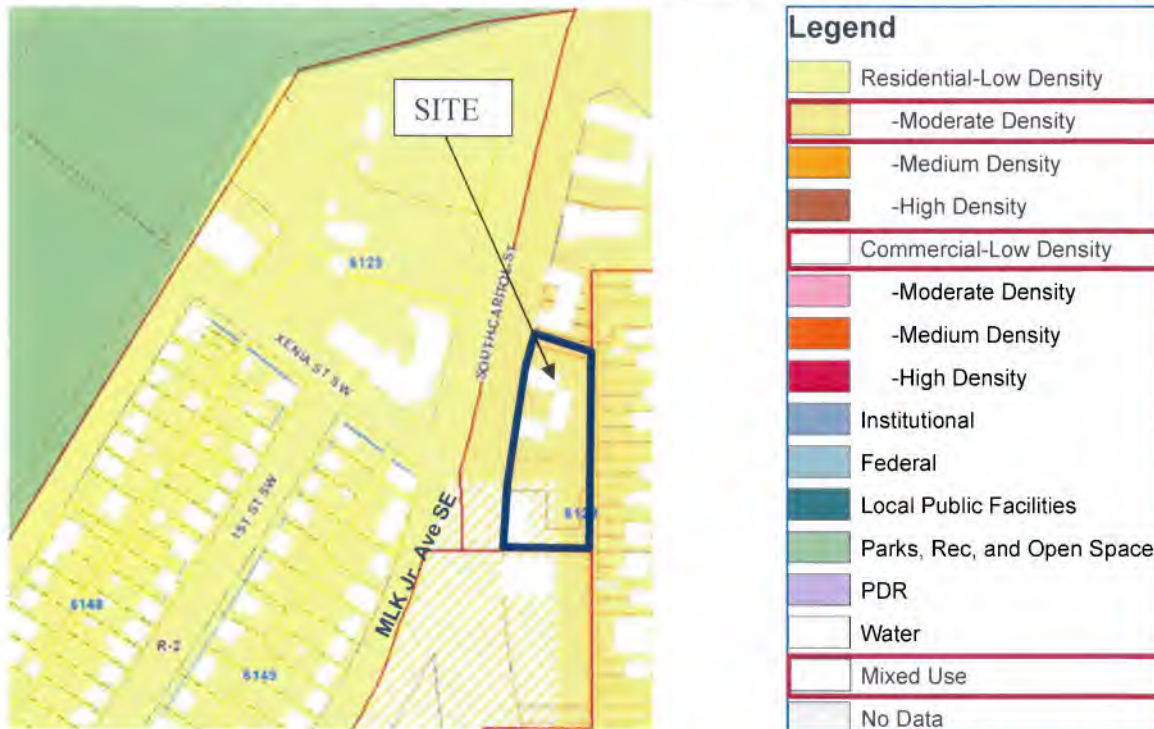 Legend
SITE
Residential-Low Density
-Moderate Density
-Medium Density
-High Density
Commercial-Low Density
-Moderate Density
-Medium Density
-High Density
Institutional
Federal
Local Public Facilities
Parks, Rec, and Open Space
PDR
Water
Mixed Use
No Data
6123
SOUTH CAPITOL ST
XENIA ST SW
1ST ST SW
MLK Jr. Ave SE
6148
R-2
6149